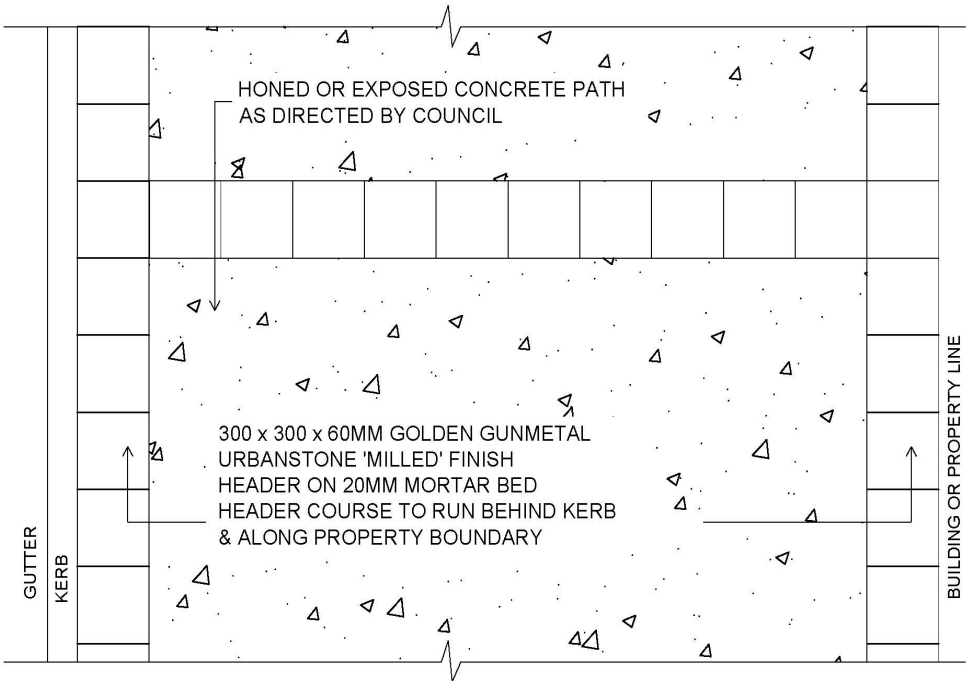 HONED OR EXPOSED CONCRETE PATH
AS DIRECTED BY COUNCIL
300 x 300 x 60MM GOLDEN GUNMETAL
URBANSTONE 'MILLED' FINISH
HEADER ON 20MM MORTAR BED
HEADER COURSE TO RUN BEHIND KERB
& ALONG PROPERTY BOUNDARY
GUTTER
KERB
BUILDING OR PROPERTY LINE